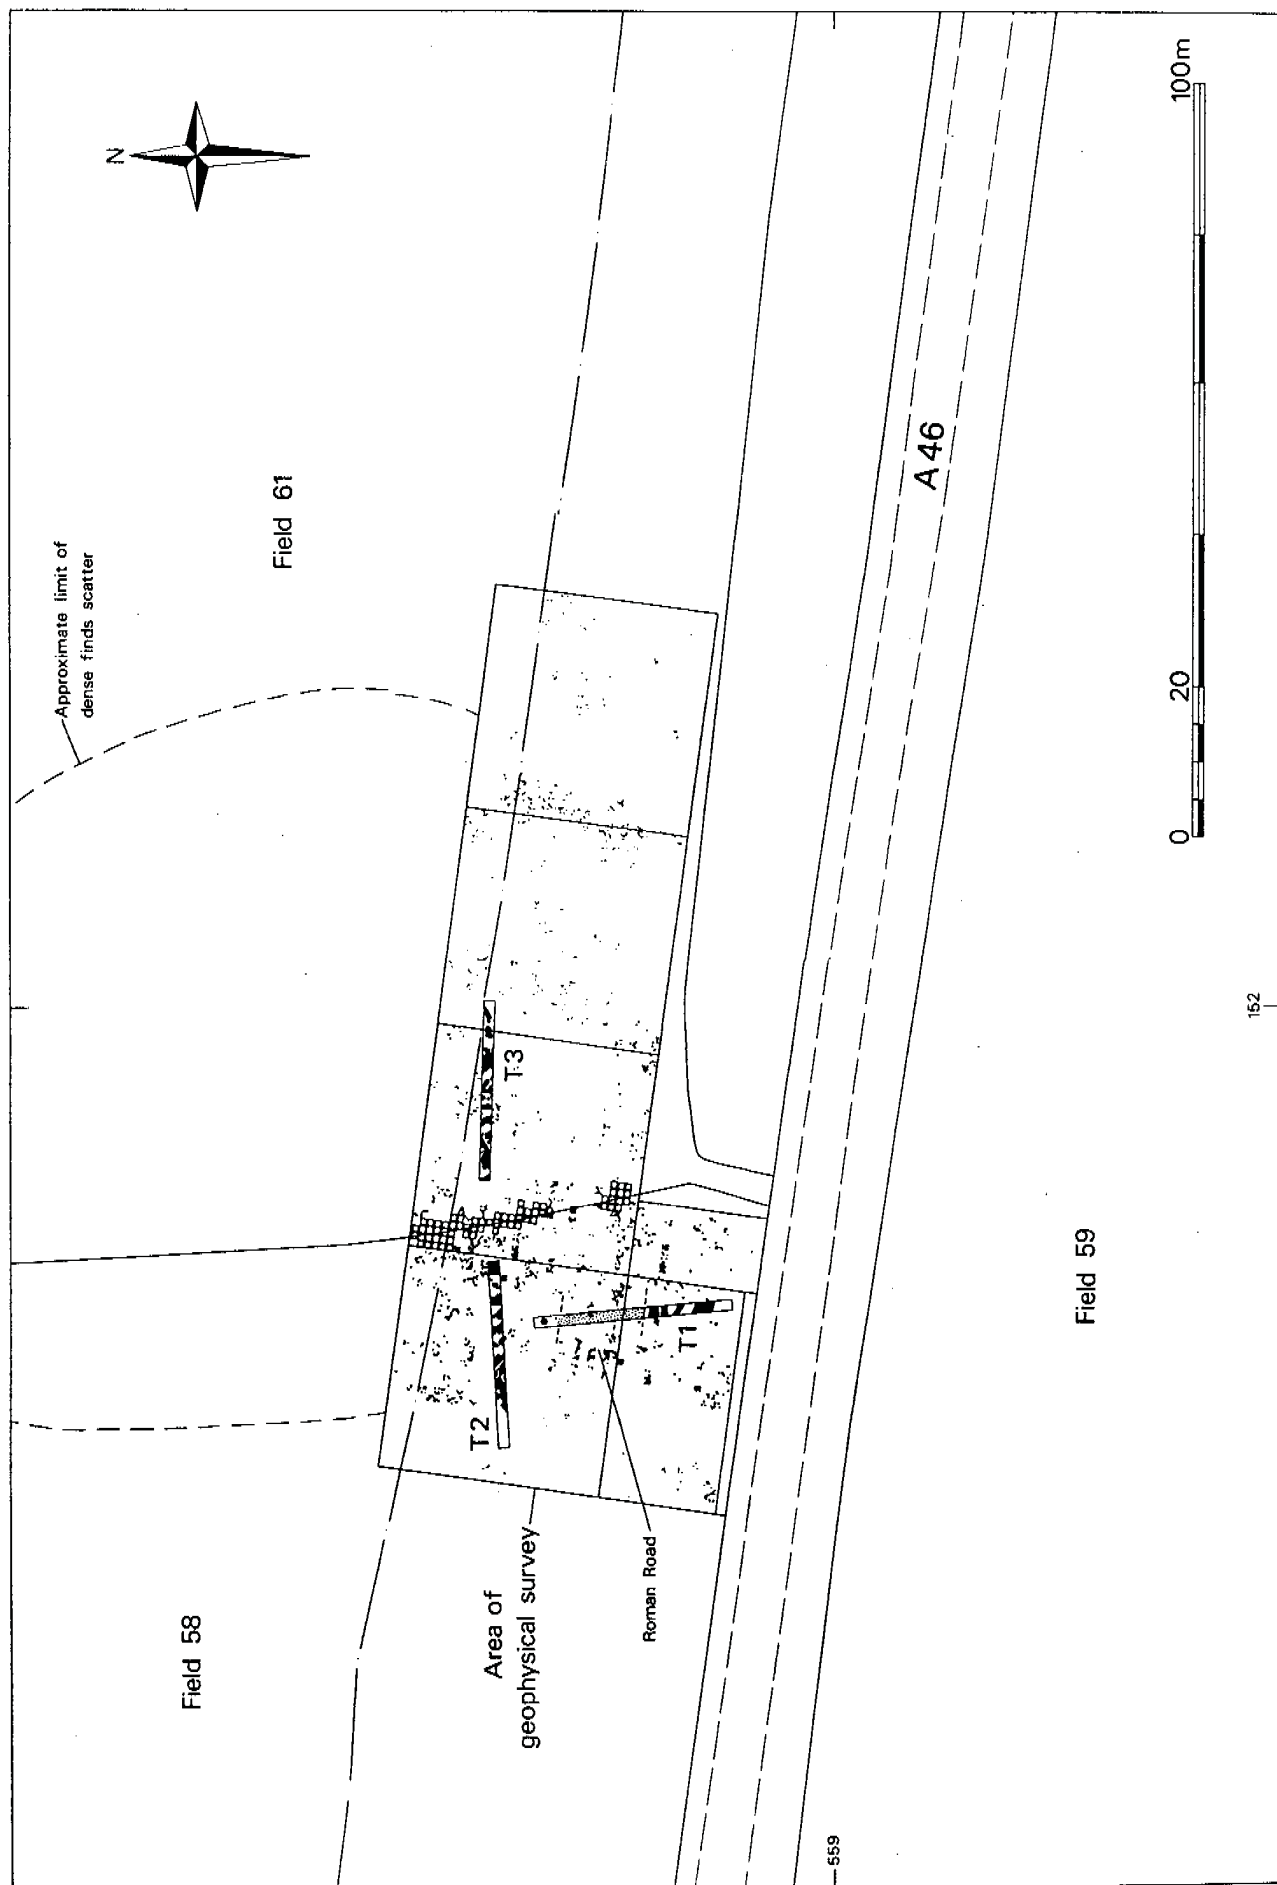 N
Approximate limit of
dense finds scatter
Field 61
Field 58
T3
T2
T1
Area of
geophysical survey
Roman Road
A 46
Field 59
0
20
100m
152
559